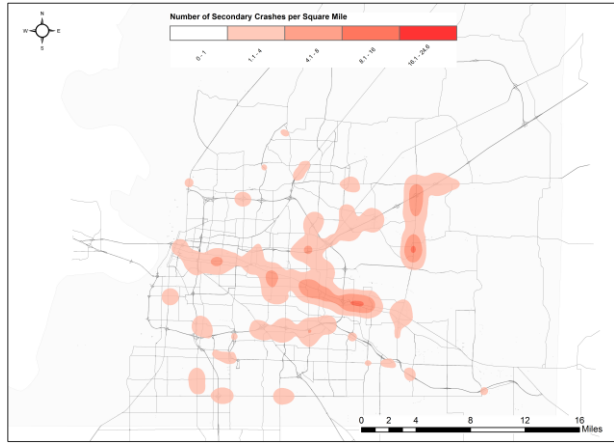 Number of Secondary Crashes per Square Mile
0 - 1
1.1 - 4
4.1 - 8
8.1 - 16
16.1 - 24.6
N
W E
S
0 2 4 8 12 16
Miles